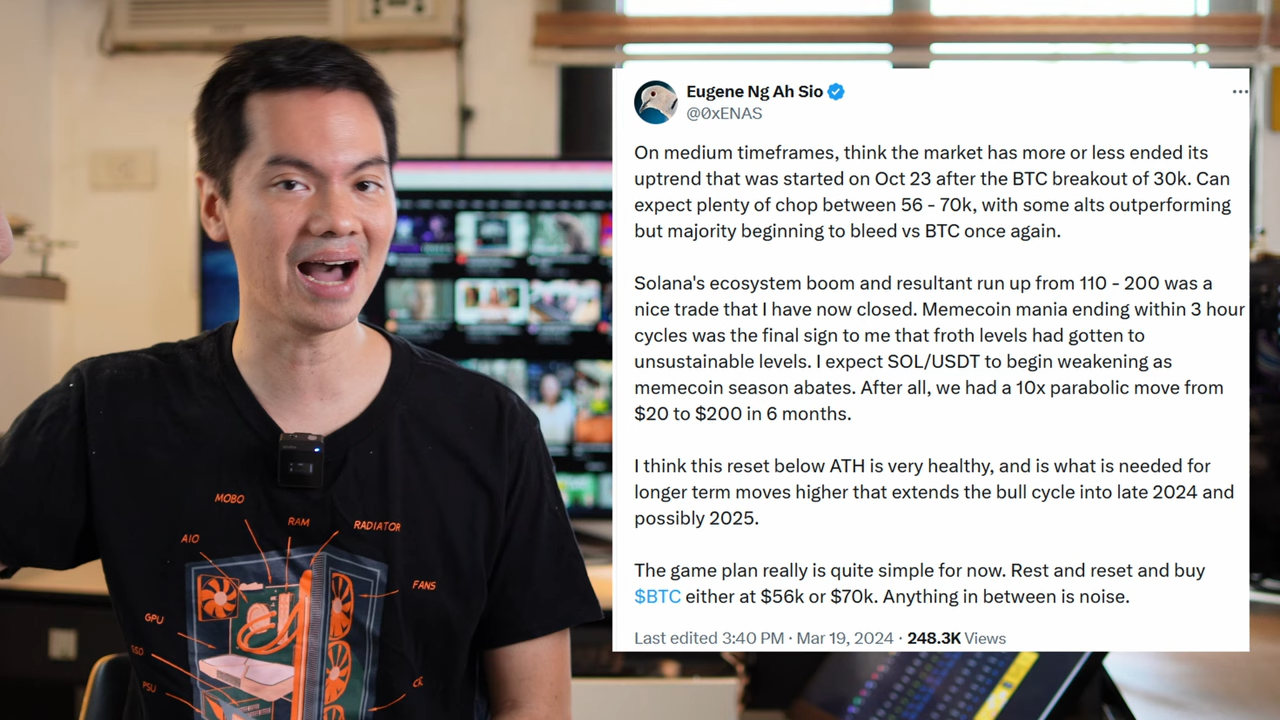 Eugene Ng Ah Sio
@0xENAS
On medium timeframes, think the market has more or less ended its
uptrend that was started on Oct 23 after the BTC breakout of 30k. Can
expect plenty of chop between 56 - 70k, with some alts outperforming
but majority beginning to bleed vs BTC once again.
Solana's ecosystem boom and resultant run up from 110 - 200 was a
nice trade that I have now closed. Memecoin mania ending within 3 hour
cycles was the final sign to me that froth levels had gotten to
unsustainable levels. I expect SOL/USDT to begin weakening as
memecoin season abates. After all, we had a 10x parabolic move from
$20 to $200 in 6 months.
I think this reset below ATH is very healthy, and is what is needed for
longer term moves higher that extends the bull cycle into late 2024 and
possibly 2025.
The game plan really is quite simple for now. Rest and reset and buy
$BTC either at $56k or $70k. Anything in between is noise.
Last edited 3:40 PM · Mar 19, 2024 · 248.3K Views
MOBO
RAM
RADIATOR
AIO
FANS
GPU
SSD
PSU